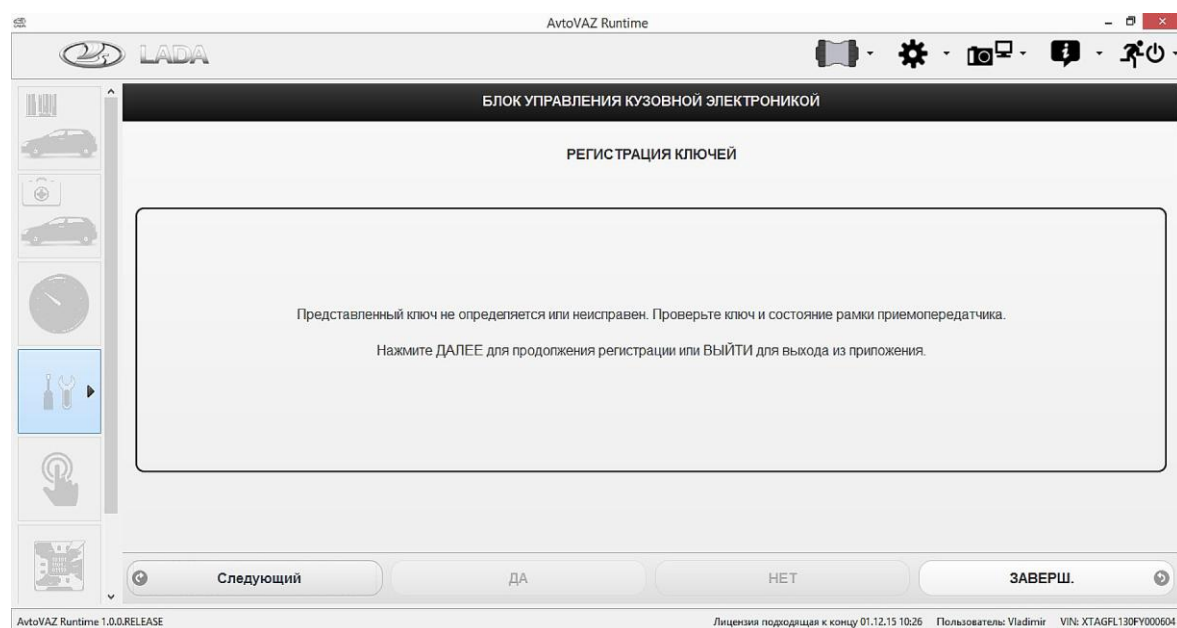 AvtoVAZ Runtime
LADA
БЛОК УПРАВЛЕНИЯ КУЗОВНОЙ ЭЛЕКТРОНИКОЙ
РЕГИСТРАЦИЯ КЛЮЧЕЙ
Представленный ключ не определяется или неисправен. Проверьте ключ и состояние рамки приемопередатчика.
Нажмите ДАЛЕЕ для продолжения регистрации или ВЫЙТИ для выхода из приложения.
Следующий ДА НЕТ ЗАВЕРШ.
AvtoVAZ Runtime 1.0.0.RELEASE Лицензия подходящая к концу 01.12.15 10:26 Пользователь: Vladimir VIN: XTAGFL130FY000604